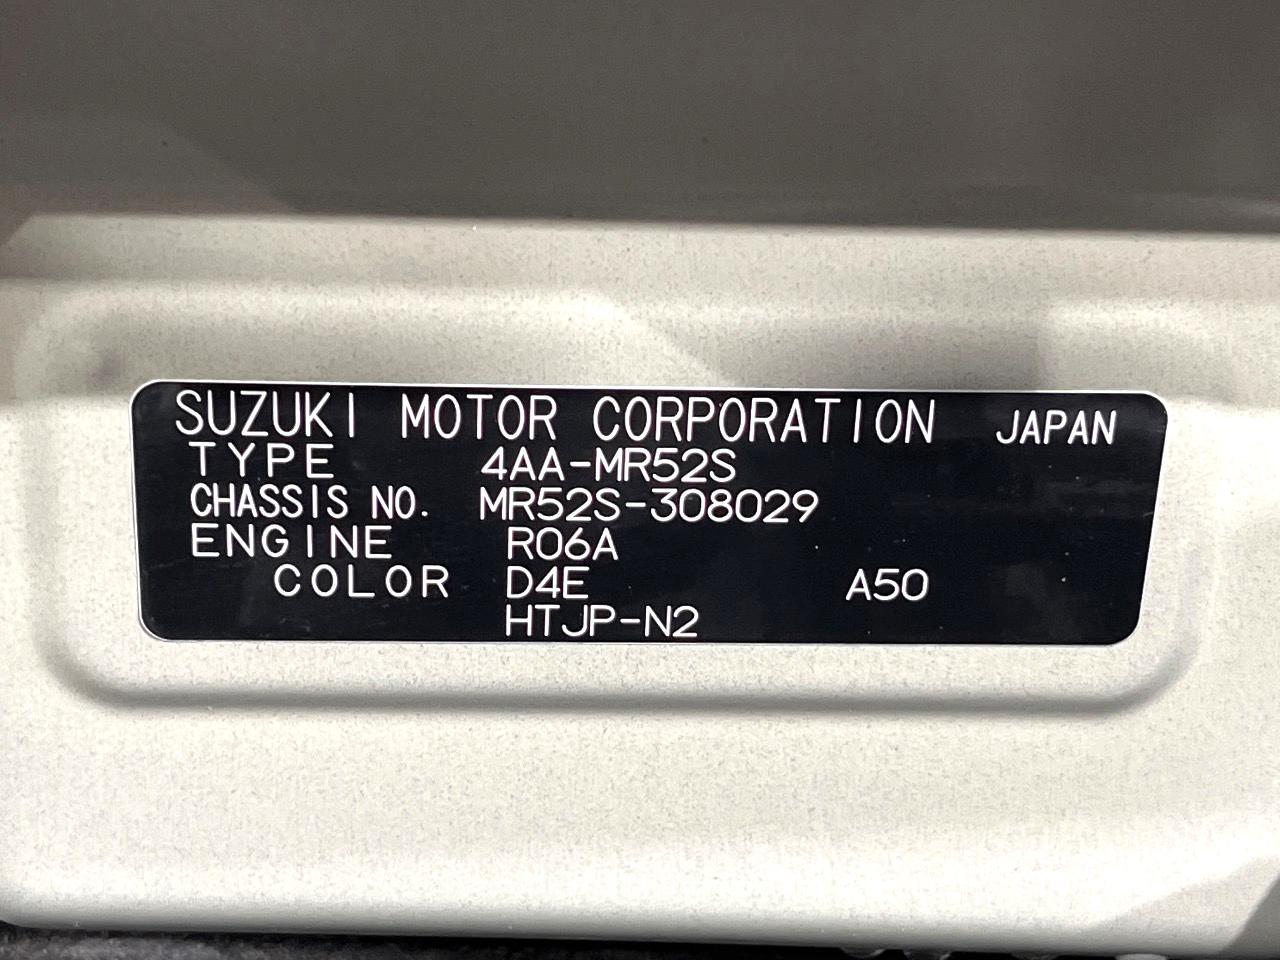 SUZUKI MOTOR CORPORATION JAPAN
TYPE 4AA-MR52S
CHASSIS NO. MR52S-308029
ENGINE R06A
COLOR D4E A50
HTJP-N2